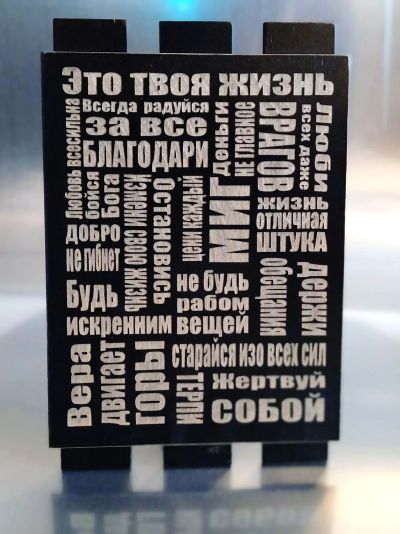 Это твоя жизнь
Всегда радуйся
за все
БЛАГОДАРИ
Любовь всесильна
бойся
Бога
деньги
не главное
ВРАГОВ
всех даже
Люби
измени свою жизнь
остановись
каждый миг
цени
МИГ
жизнь
отличная
ШТУКА
ДОБРО
не гибнет
Будь
искренним
не будь
рабом
вещей
обещания
держи
Вера
двигает
горы
старайся изо всех сил
ТЕРПИ
Жертвуй
СОБОЙ